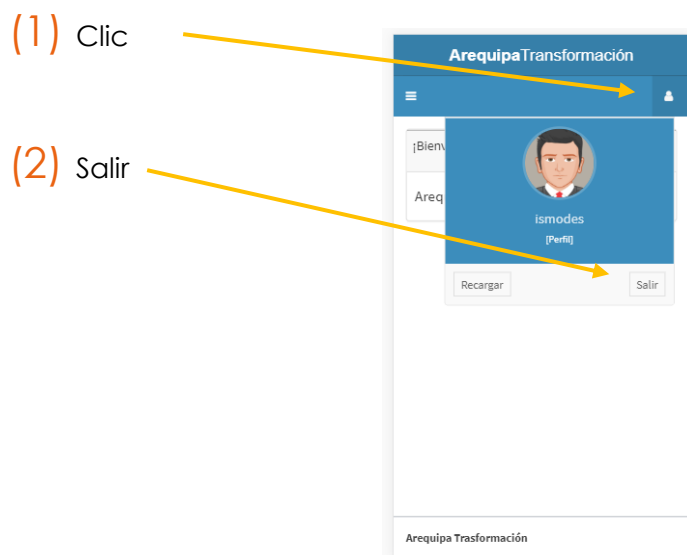 (1) Clic
ArequipaTransformación
(2) Salir
¡Bienv
Areq
ismodes
[Perfil]
Recargar
Salir
Arequipa Trasformación